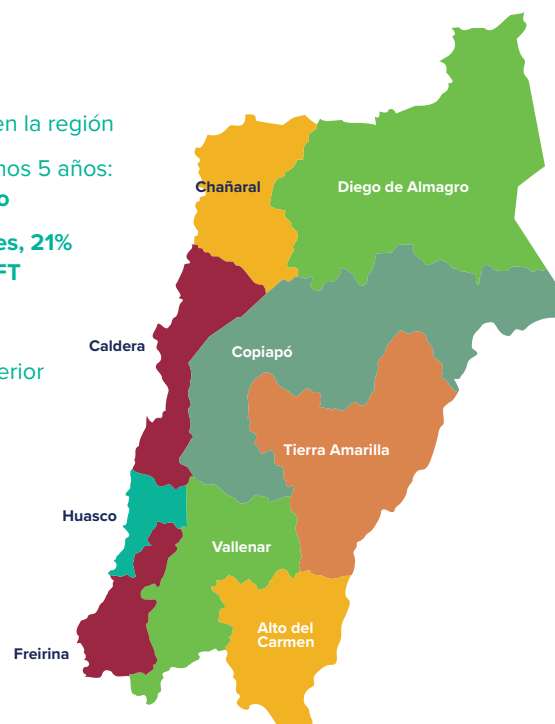 en la región
nos 5 años:
o
es, 21%
FT
erior
Chañaral
Diego de Almagro
Caldera
Copiapó
Tierra Amarilla
Huasco
Vallenar
Alto del
Carmen
Freirina